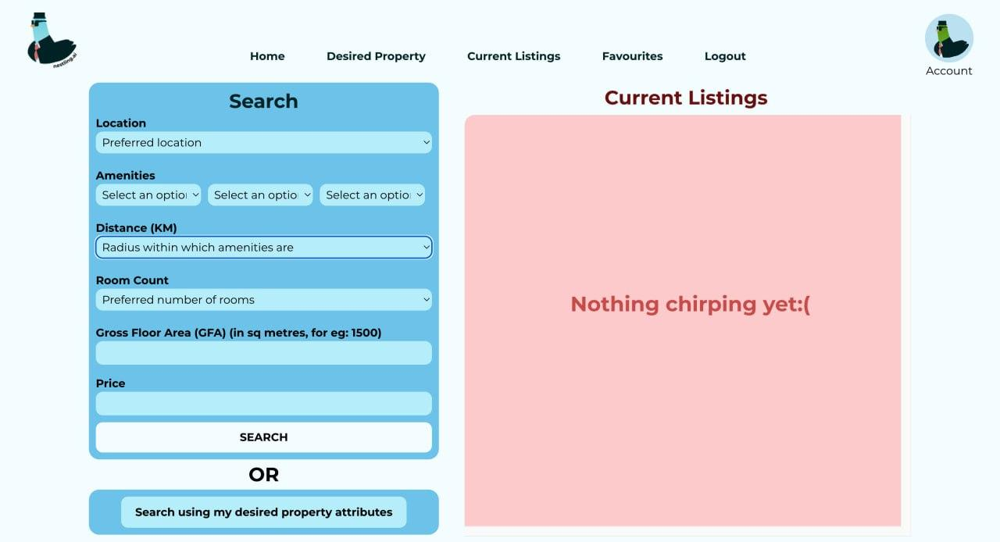 nestling.ai
Home
Desired Property
Current Listings
Favourites
Logout
Account
Search
Location
Preferred location
Amenities
Select an option
Select an optio
Select an optio
Distance (KM)
Radius within which amenities are
Room Count
Preferred number of rooms
Gross Floor Area (GFA) (in sq metres, for eg: 1500)
Price
SEARCH
OR
Search using my desired property attributes
Current Listings
Nothing chirping yet:(